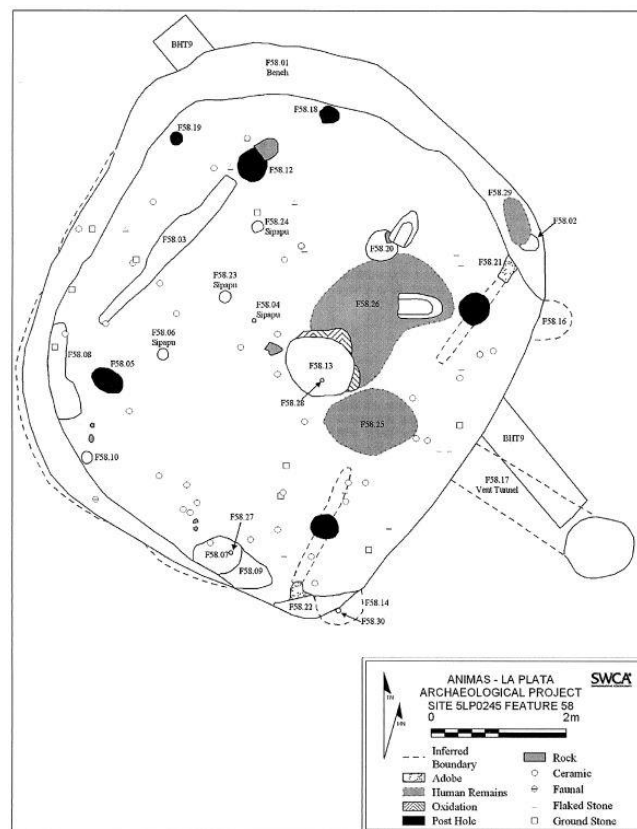 BHT9
F58.01
Bench
F58.18
F58.19
F58.12
F58.29
F58.02
F58.24
Sipapu
F58.20
F58.03
F58.21
F58.23
Sipapu
F58.04
Sipapu
F58.26
F58.16
F58.06
Sipapu
F58.08
F58.05
F58.13
F58.28
F58.25
BHT9
F58.10
F58.17
Vent Tunnel
F58.27
F58.07
F58.09
F58.22
F58.14
F58.30
ANIMAS - LA PLATA
ARCHAEOLOGICAL PROJECT
SITE 5LP0245 FEATURE 58
SWCA
TN
MN
0 2m
Inferred
Boundary
Adobe
Human Remains
Oxidation
Post Hole
Rock
Ceramic
Faunal
Flaked Stone
Ground Stone